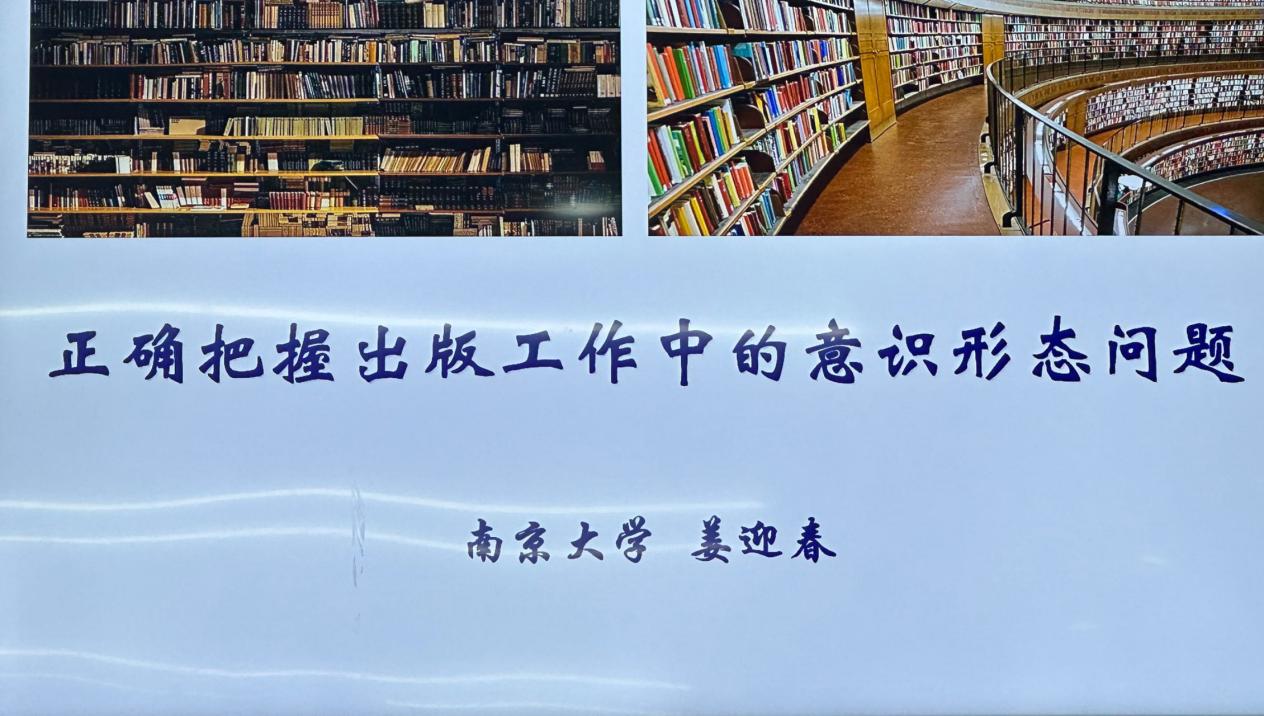 正确把握出版工作中的意识形态问题
南京大学 姜迎春